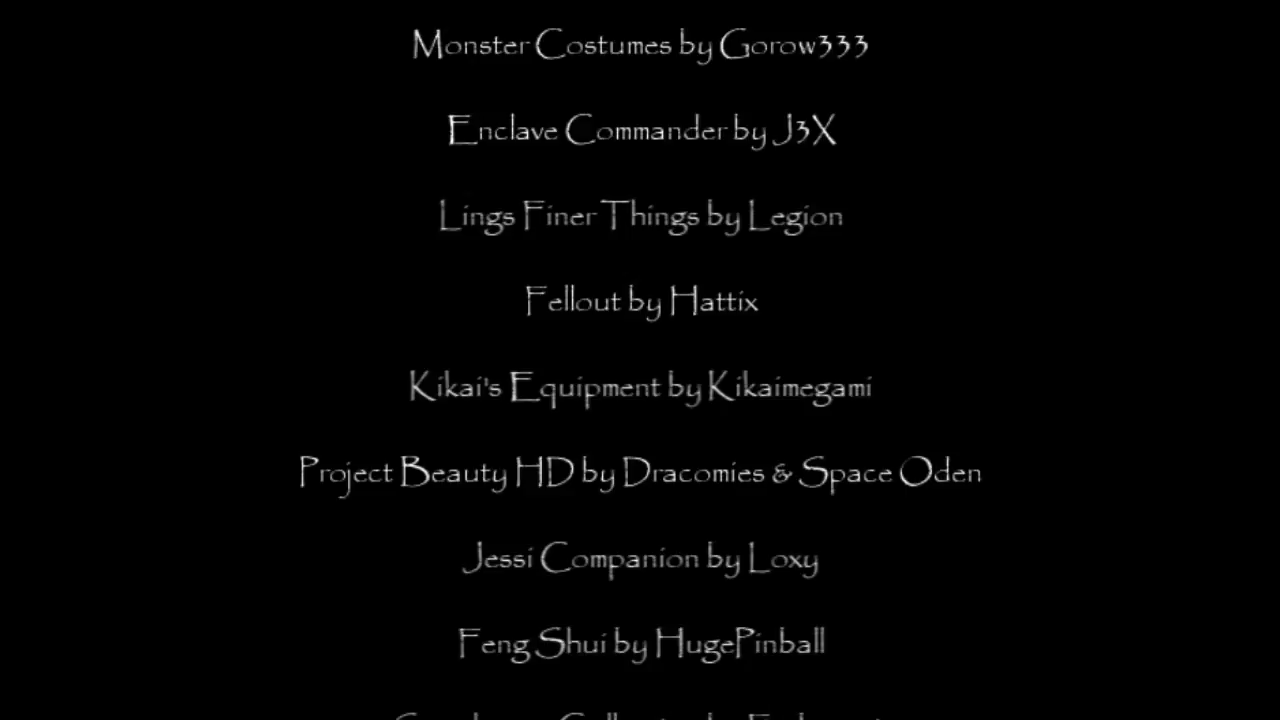 Monster Costumes by Gorow333
Enclave Commander by J3X
Lings Finer Things by Legion
Fellout by Hattix
Kikai's Equipment by Kikaimegami
Project Beauty HD by Dracomies & Space Oden
Jessi Companion by Loxy
Feng Shui by HugePinball